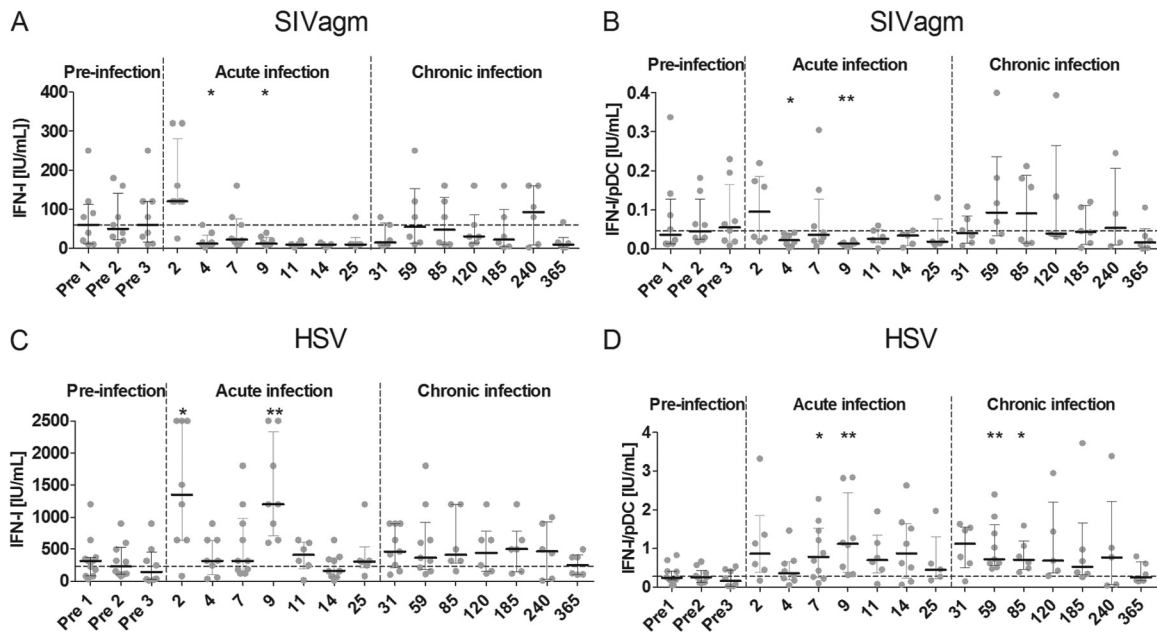 A
SIVagm
Pre-infection Acute infection Chronic infection
* *
IFN-I [IU/mL])
400
300
200
100
0
Pre 1 Pre 2 Pre 3 2 4 7 9 11 14 25 31 59 85 120 185 240 365
B
SIVagm
Pre-infection Acute infection Chronic infection
* **
IFN-I/pDC [IU/mL)
0.4
0.3
0.2
0.1
0.0
Pre 1 Pre 2 Pre 3 2 4 7 9 11 14 25 31 59 85 120 185 240 365
C
HSV
Pre-infection Acute infection Chronic infection
* **
IFN-I [IU/mL]
2500
2000
1500
1000
500
0
Pre 1 Pre 2 Pre 3 2 4 7 9 11 14 25 31 59 85 120 185 240 365
D
HSV
Pre-infection Acute infection Chronic infection
* ** ** *
IFN-I/pDC [IU/mL)
4
3
2
1
0
Pre1 Pre2 Pre3 2 4 7 9 11 14 25 31 59 85 120 185 240 365